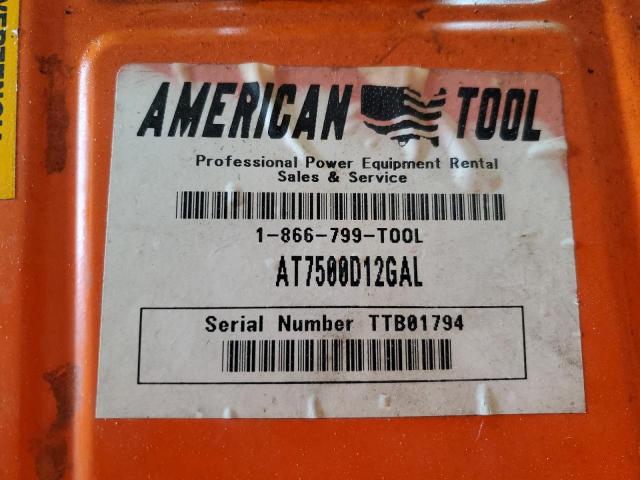 AMERICAN TOOL
Professional Power Equipment Rental
Sales & Service
1-866-799-TOOL
AT7500D12GAL
Serial Number TTB01794